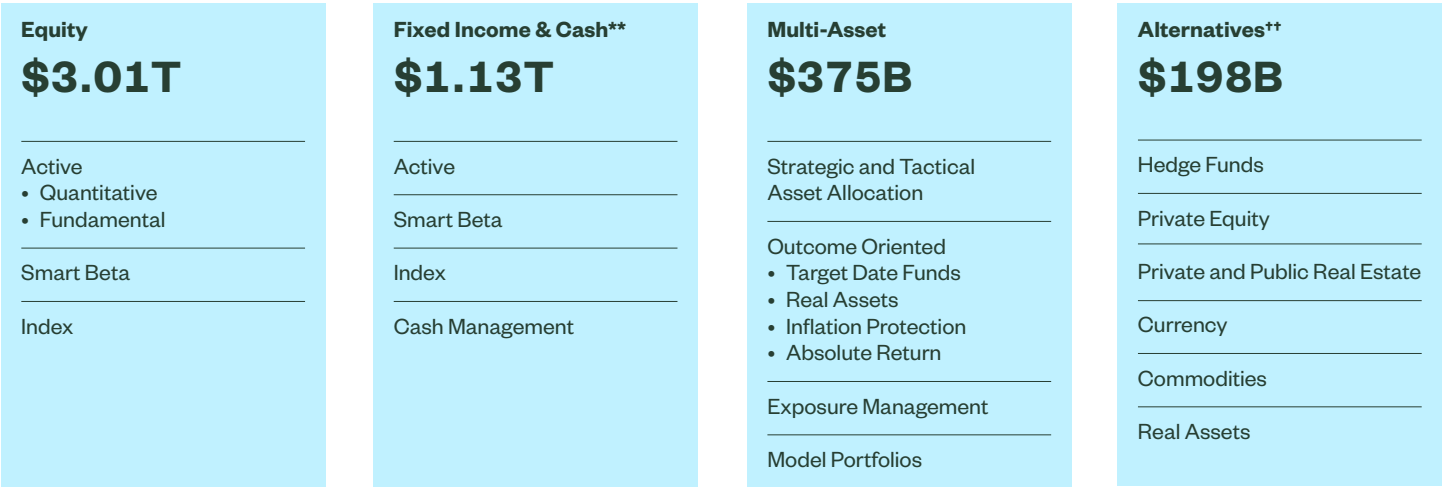 Equity
$3.01T
Active
• Quantitative
• Fundamental
Smart Beta
Index
Fixed Income & Cash**
$1.13T
Active
Smart Beta
Index
Cash Management
Multi-Asset
$375B
Strategic and Tactical
Asset Allocation
Outcome Oriented
• Target Date Funds
• Real Assets
• Inflation Protection
• Absolute Return
Exposure Management
Model Portfolios
Alternatives††
$198B
Hedge Funds
Private Equity
Private and Public Real Estate
Currency
Commodities
Real Assets